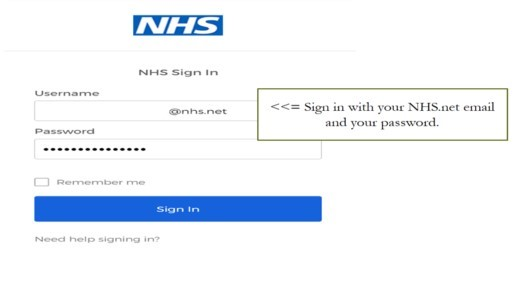 NHS
NHS Sign In
Username
@nhs.net
<<= Sign in with your NHS.net email
and your password.
Password
Remember me
Sign In
Need help signing in?